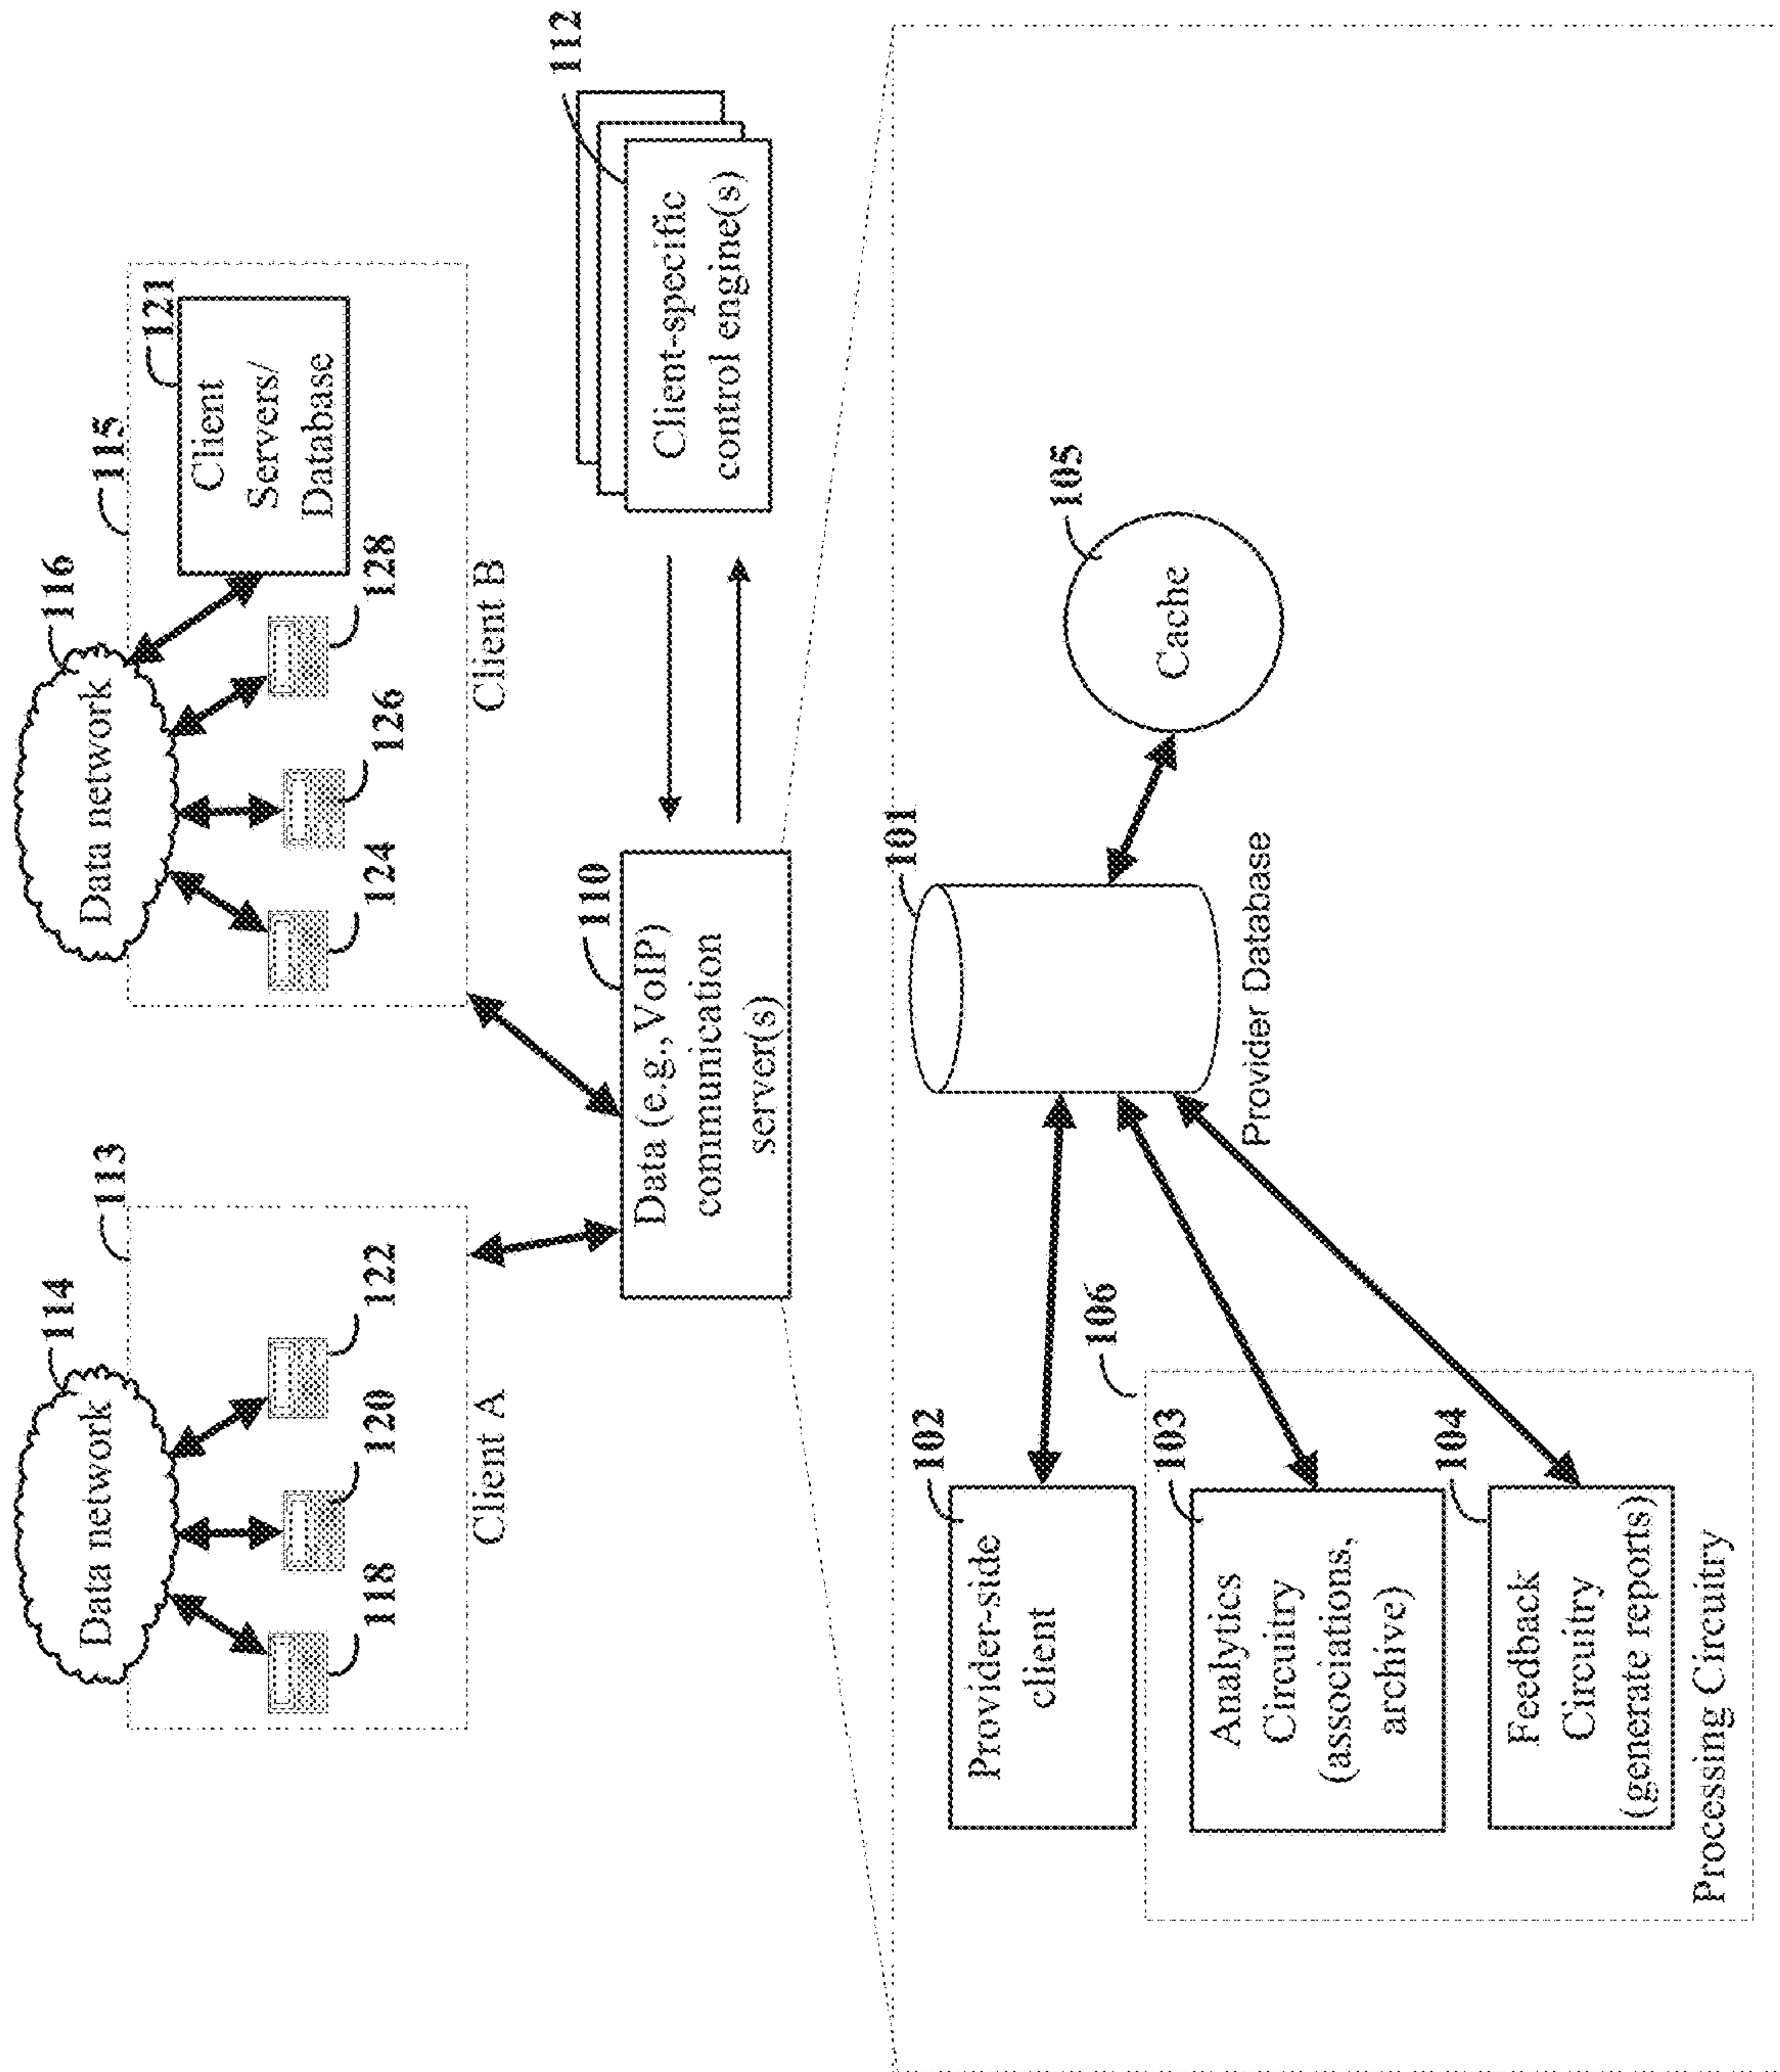 114
Data network
113
118
120
122
Client A
116
Data network
115
121
Client
Servers/
Database
124
126
128
Client B
110
Data (e.g., VoIP)
communication
server(s)
112
Client-specific
control engine(s)
102
Provider-side
client
106
103
Analytics
Circuitry
(associations,
archive)
104
Feedback
Circuitry
(generate reports)
Processing Circuitry
101
Provider Database
105
Cache